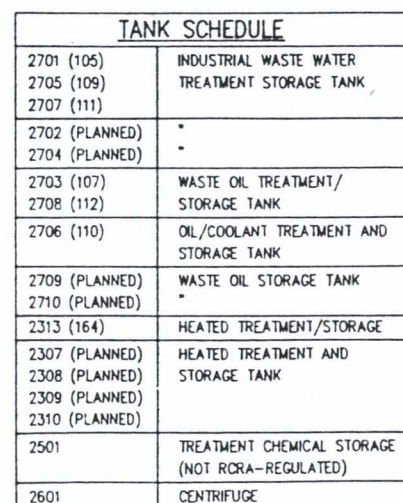 TANK SCHEDULE
2701 (105) INDUSTRIAL WASTE WATER
2705 (109) TREATMENT STORAGE TANK
2707 (111)
2702 (PLANNED) "
2704 (PLANNED) "
2703 (107) WASTE OIL TREATMENT/
2708 (112) STORAGE TANK
2706 (110) OIL/COOLANT TREATMENT AND
STORAGE TANK
2709 (PLANNED) WASTE OIL STORAGE TANK
2710 (PLANNED) "
2313 (164) HEATED TREATMENT/STORAGE
2307 (PLANNED) HEATED TREATMENT AND
2308 (PLANNED) STORAGE TANK
2309 (PLANNED)
2310 (PLANNED)
2501 TREATMENT CHEMICAL STORAGE
(NOT RCRA-REGULATED)
2601 CENTRIFUGE